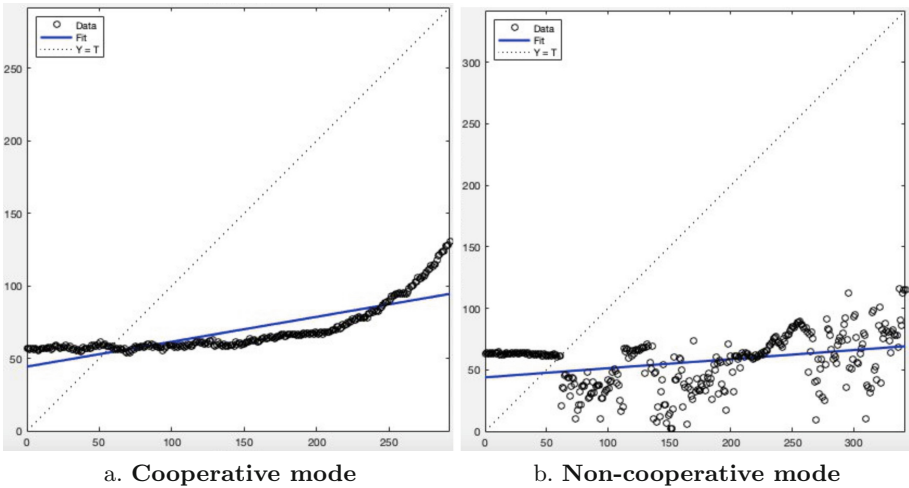 Data
Fit
Y = T
250
200
150
100
50
0
0 50 100 150 200 250
Data
Fit
Y = T
300
250
200
150
100
50
0
0 50 100 150 200 250 300
a. Cooperative mode
b. Non-cooperative mode